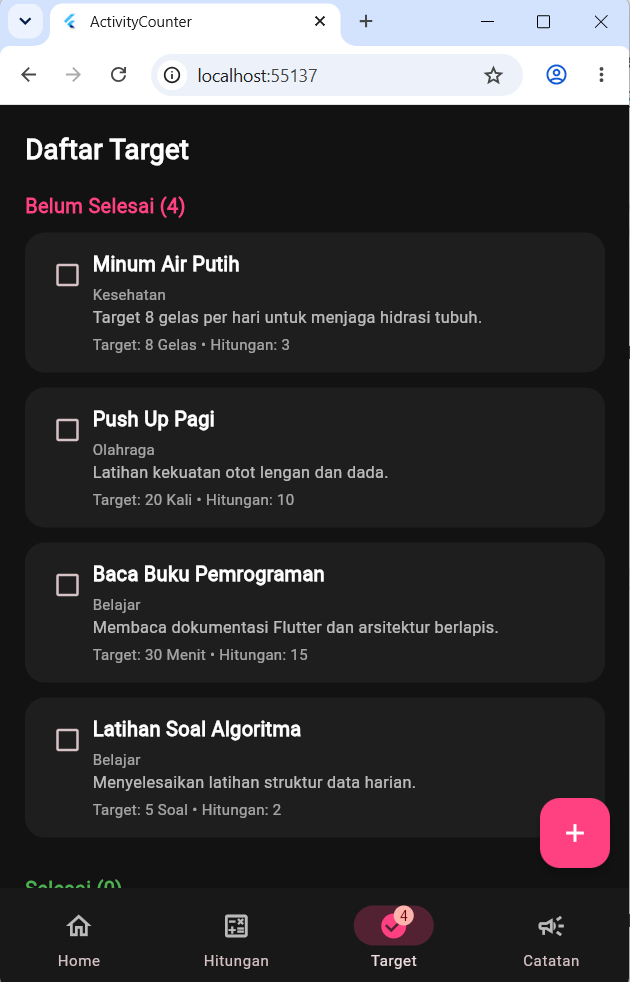 ActivityCounter
localhost:55137
Daftar Target
Belum Selesai (4)
Minum Air Putih
Kesehatan
Target 8 gelas per hari untuk menjaga hidrasi tubuh.
Target: 8 Gelas • Hitungan: 3
Push Up Pagi
Olahraga
Latihan kekuatan otot lengan dan dada.
Target: 20 Kali • Hitungan: 10
Baca Buku Pemrograman
Belajar
Membaca dokumentasi Flutter dan arsitektur berlapis.
Target: 30 Menit • Hitungan: 15
Latihan Soal Algoritma
Belajar
Menyelesaikan latihan struktur data harian.
Target: 5 Soal • Hitungan: 2
Selesai (0)
4
Home
Hitungan
Target
Catatan